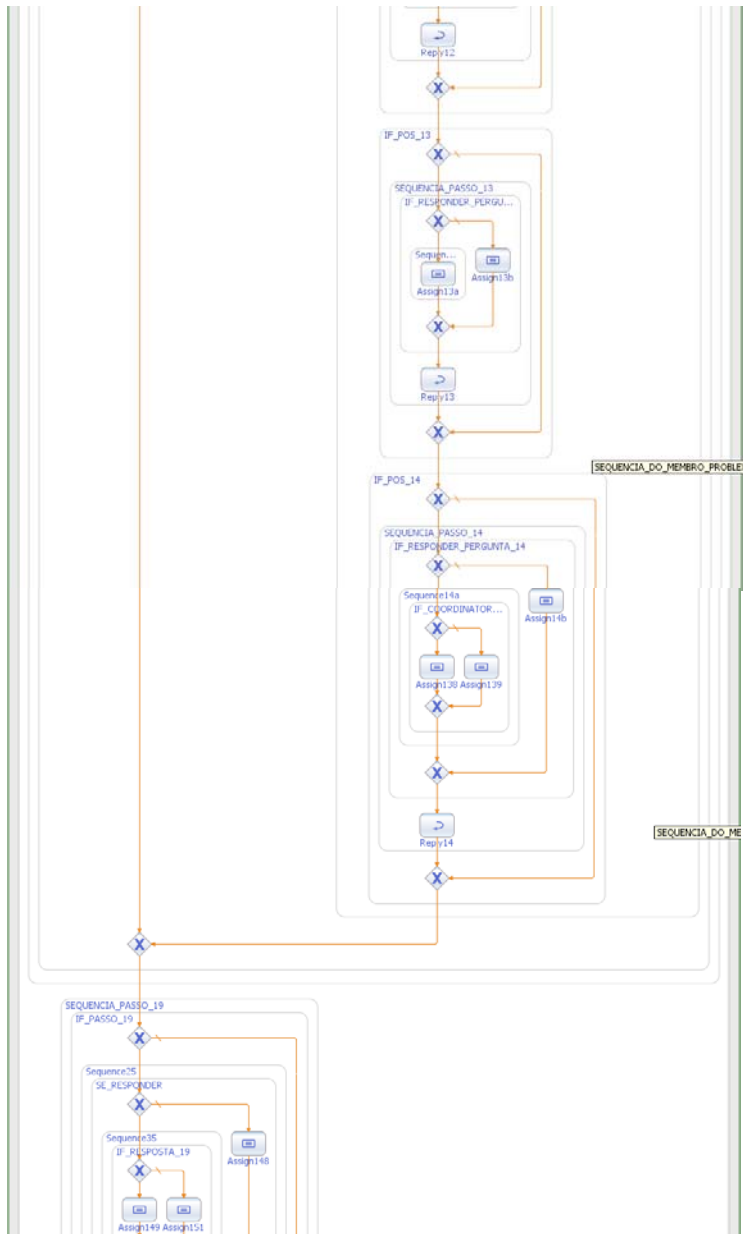 Reply12
IF_POS_13
SEQUENCIA_PASSO_13
IF_RESPONDER_PERGU...
Sequen...
Assign13a
Assign13b
Reply13
SEQUENCIA_DO_MEMBRO_PROBLE
IF_POS_14
SEQUENCIA_PASSO_14
IF_RESPONDER_PERGUNTA_14
Sequence14a
IF_COORDINATOR...
Assign14b
Assign138 Assign139
SEQUENCIA_DO_ME
Reply14
SEQUENCIA_PASSO_19
IF_PASSO_19
Sequence25
SE_RESPONDER
Sequence35
IF_RESPOSTA_19
Assign148
Assign149 Assign151